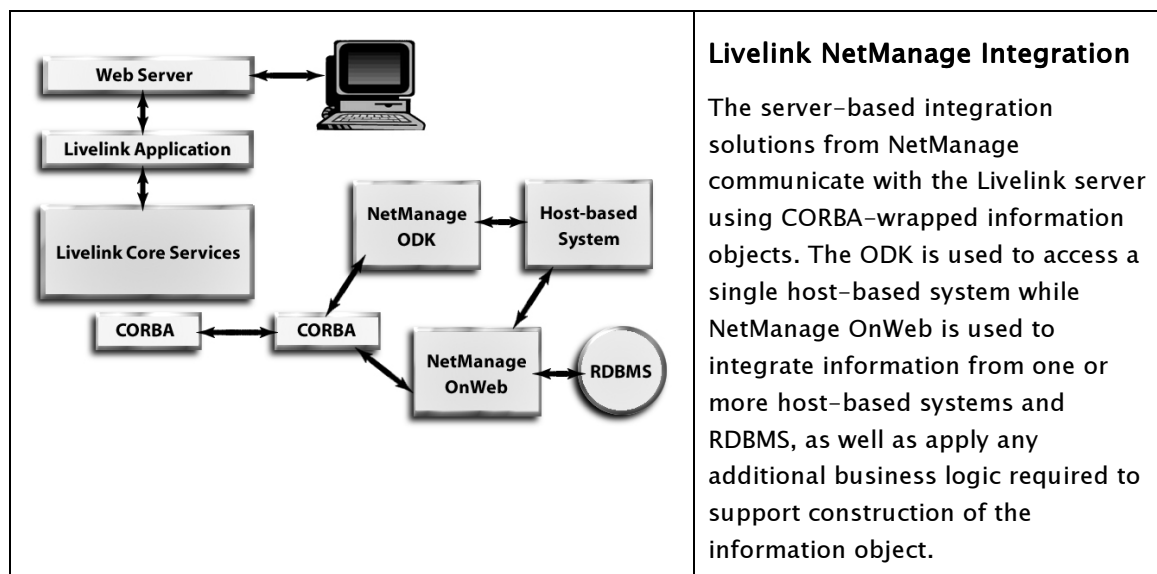 Web Server
Livelink Application
Livelink Core Services
NetManage
ODK
Host-based
System
CORBA
CORBA
NetManage
OnWeb
RDBMS
Livelink NetManage Integration
The server-based integration
solutions from NetManage
communicate with the Livelink server
using CORBA-wrapped information
objects. The ODK is used to access a
single host-based system while
NetManage OnWeb is used to
integrate information from one or
more host-based systems and
RDBMS, as well as apply any
additional business logic required to
support construction of the
information object.